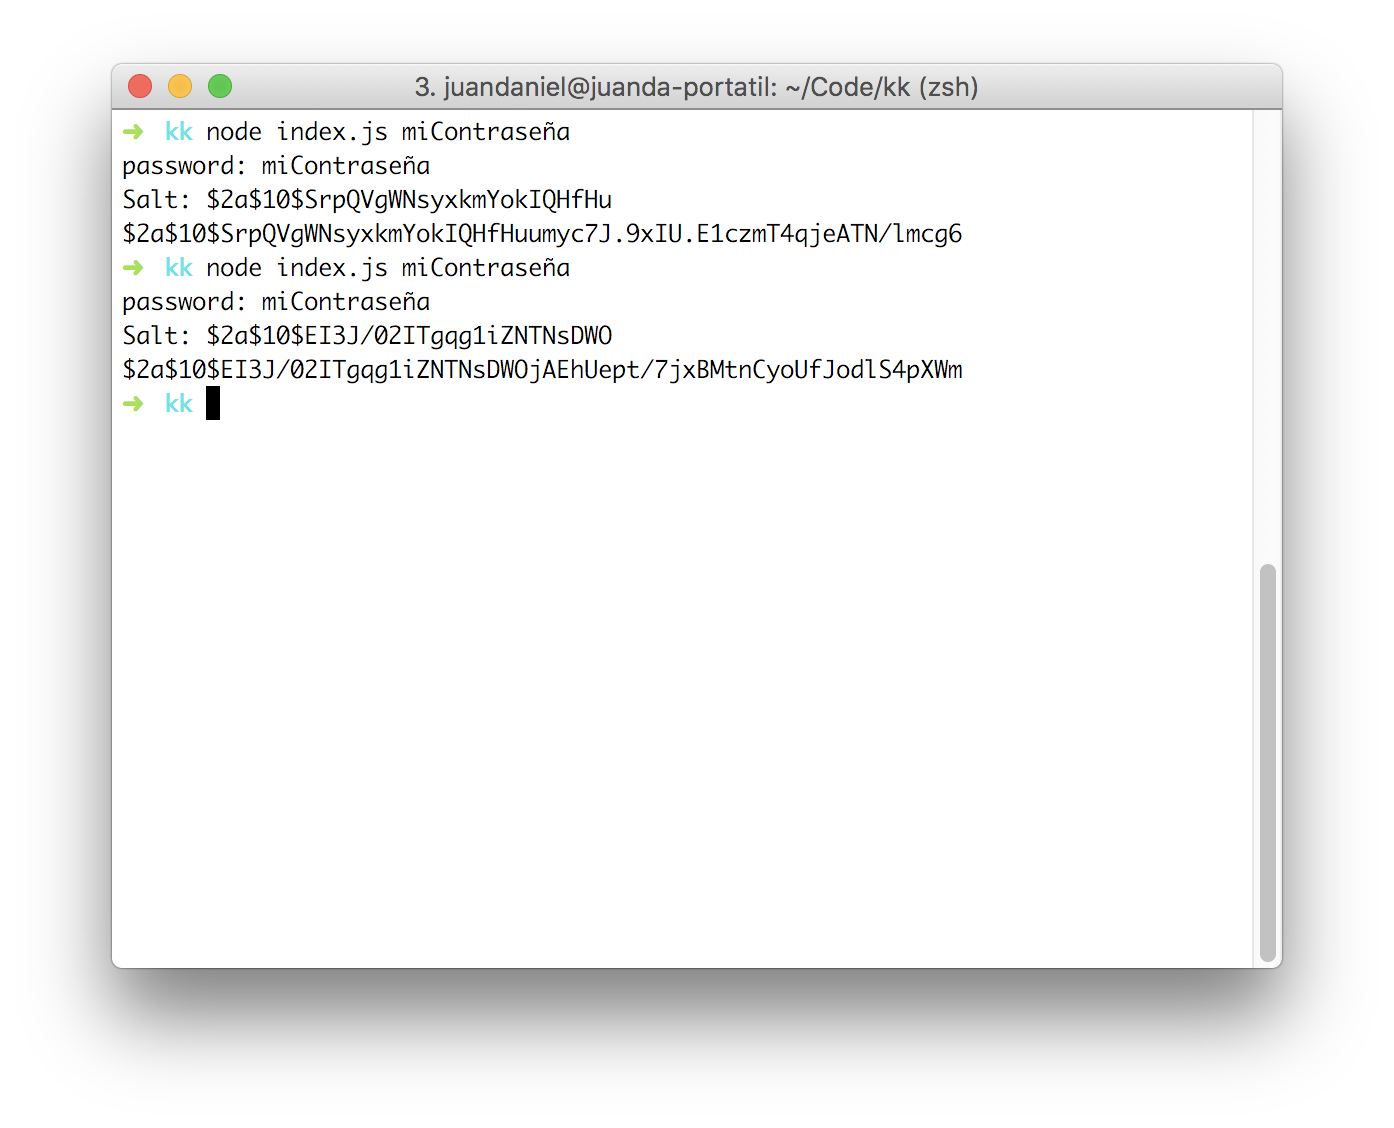 3. juandaniel@juanda-portatil: ~/Code/kk (zsh)
➜ kk node index.js miContraseña
password: miContraseña
Salt: $2a$10$SrpQVgWNsyxkmYokIQHfHu
$2a$10$SrpQVgWNsyxkmYokIQHfHuumyc7J.9xIU.E1czmT4qjeATN/lmcg6
➜ kk node index.js miContraseña
password: miContraseña
Salt: $2a$10$EI3J/02ITgqg1iZNTNsDWO
$2a$10$EI3J/02ITgqg1iZNTNsDWOjAEhUept/7jxBMtnCyoUfJodlS4pXWm
➜ kk